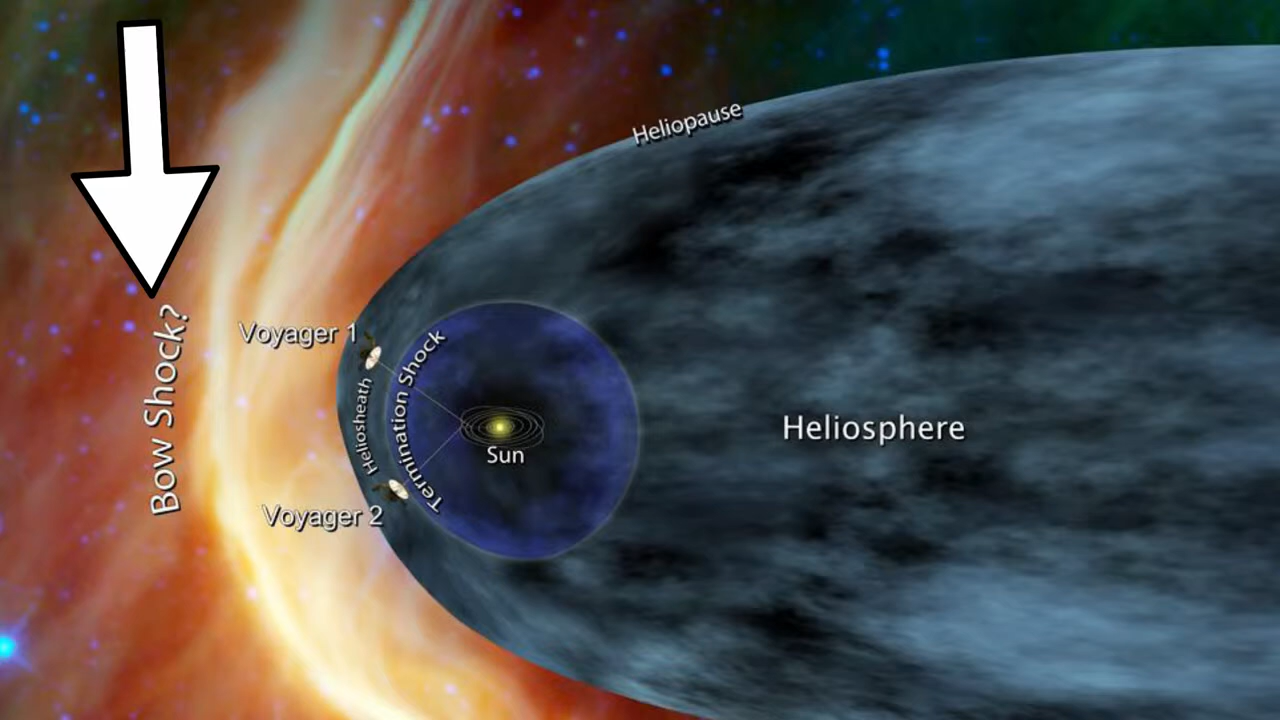 Heliopause
Bow Shock?
Voyager 1
Termination Shock
Heliosheath
Sun
Heliosphere
Voyager 2